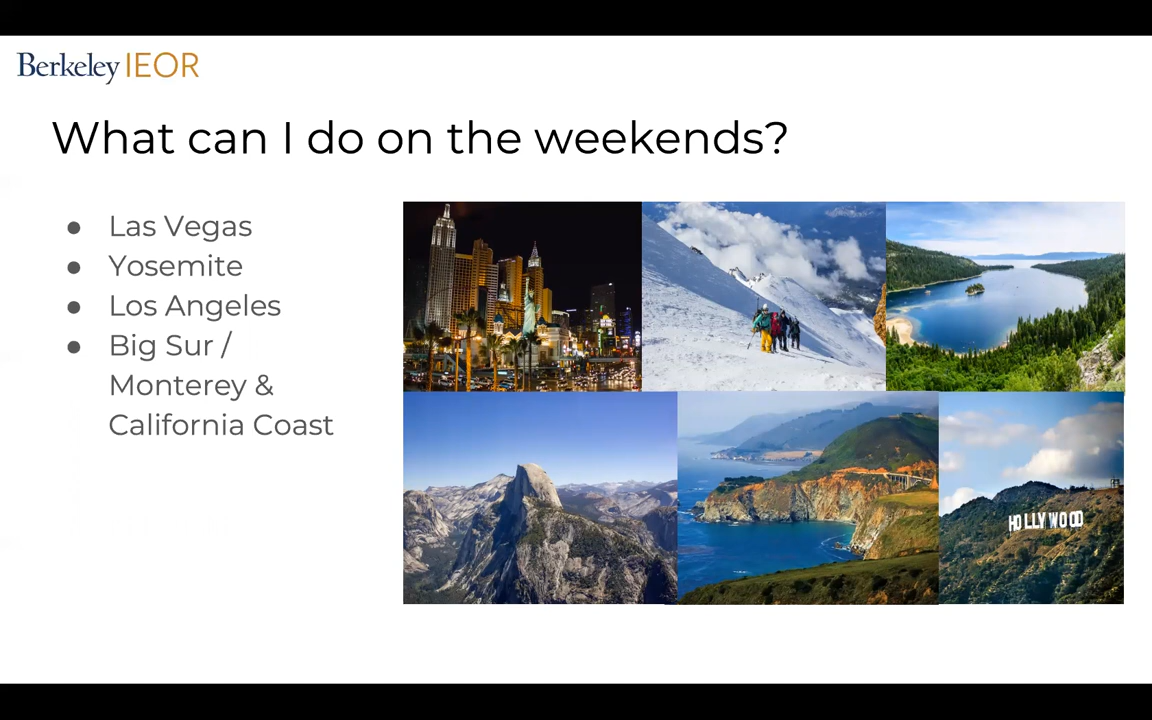 Berkeley IEOR
What can I do on the weekends?
● Las Vegas
● Yosemite
● Los Angeles
● Big Sur /
Monterey &
California Coast
HOLLYWOOD